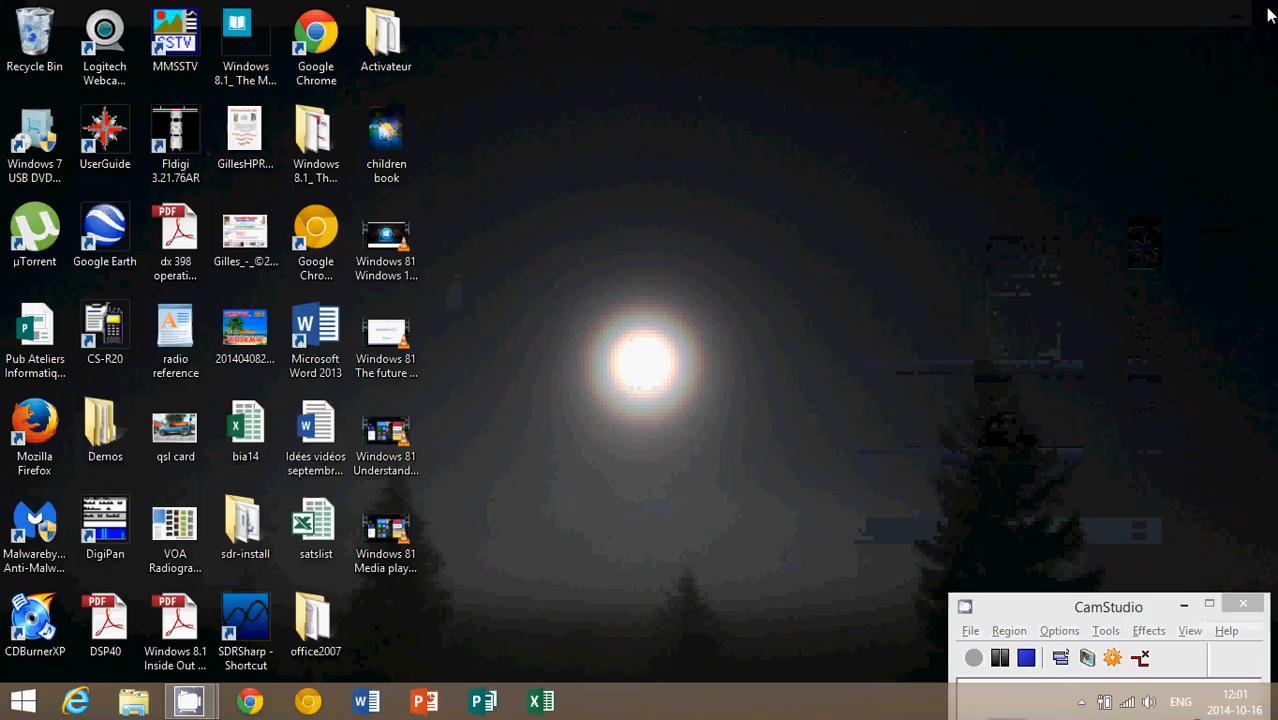 Recycle Bin
Logitech
Webca...
MMSSTV
SSTV
Windows
8.1_ The M...
Google
Chrome
Activateur
Windows 7
USB DVD...
UserGuide
Fldigi
3.21.76AR
GillesHPR...
Windows
8.1_ Th...
children
book
µTorrent
Google Earth
PDF
dx 398
operati...
Gilles_-_©2...
Google
Chro...
Windows 81
Windows 1...
Pub Ateliers
Informatiq...
CS-R20
radio
reference
201404082...
Microsoft
Word 2013
Windows 81
The future ...
Mozilla
Firefox
Demos
qsl card
bia14
Idées vidéos
septembr...
Windows 81
Understand...
Malwareby...
Anti-Malw...
DigiPan
VOA
Radiogra...
sdr-install
satslist
Windows 81
Media play...
CDBurnerXP
PDF
DSP40
PDF
Windows 8.1
Inside Out ...
SDRSharp -
Shortcut
office2007
CamStudio
File Region Options Tools Effects View Help
ENG
12:01
2014-10-16